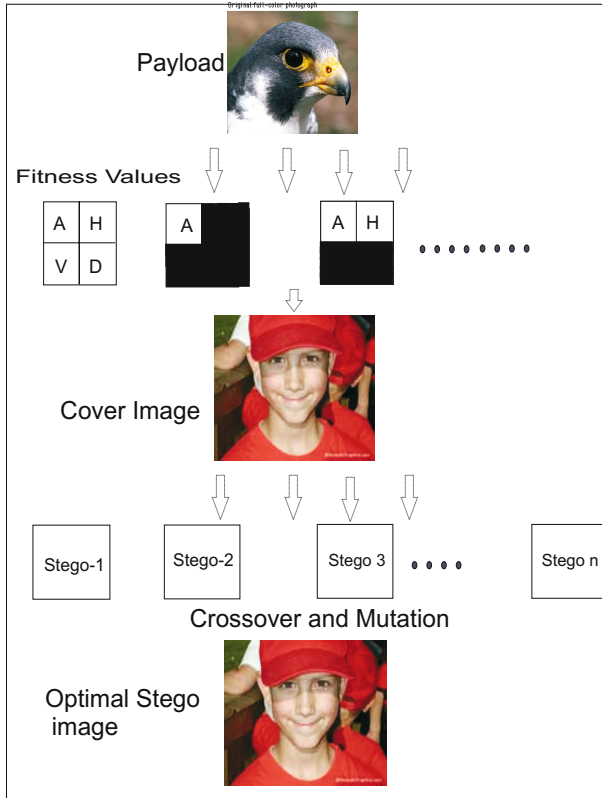 Original full-color photograph
Payload
Fitness Values
A H
V D
A
A H
Cover Image
Stego-1 Stego-2 Stego 3 Stego n
Crossover and Mutation
Optimal Stego
image